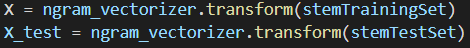 X = ngram_vectorizer.transform(stemTrainingSet)
X_test = ngram_vectorizer.transform(stemTestSet)